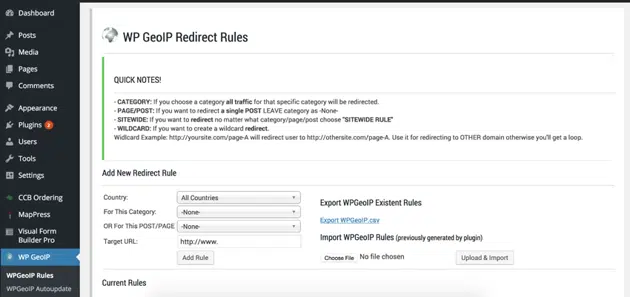 Dashboard
Posts
Media
Pages
Comments
Appearance
Plugins 2
Users
Tools
Settings
CCB Ordering
MapPress
Visual Form
Builder Pro
WP GeoIP
WPGeoIP Rules
WPGeoIP Autoupdate
WP GeoIP Redirect Rules
QUICK NOTES!
- CATEGORY: If you choose a category all traffic for that specific category will be redirected.
- PAGE/POST: If you want to redirect a single POST LEAVE category as -None-
- SITEWIDE: If you want to redirect no matter what category/page/post choose "SITEWIDE RULE"
- WILDCARD: If you want to create a wildcard redirect.
Widlcard Example: http://yoursite.com/page-A will redirect user to http://othersite.com/page-A. Use it for redirecting to OTHER domain otherwise you'll get a loop.
Add New Redirect Rule
Country: All Countries
For This Category: -None-
OR For This POST/PAGE -None-
Target URL: http://www.
Add Rule
Export WPGeoIP Existent Rules
Export WPGeoIP.csv
Import WPGeoIP Rules (previously generated by plugin)
Choose File No file chosen Upload & Import
Current Rules